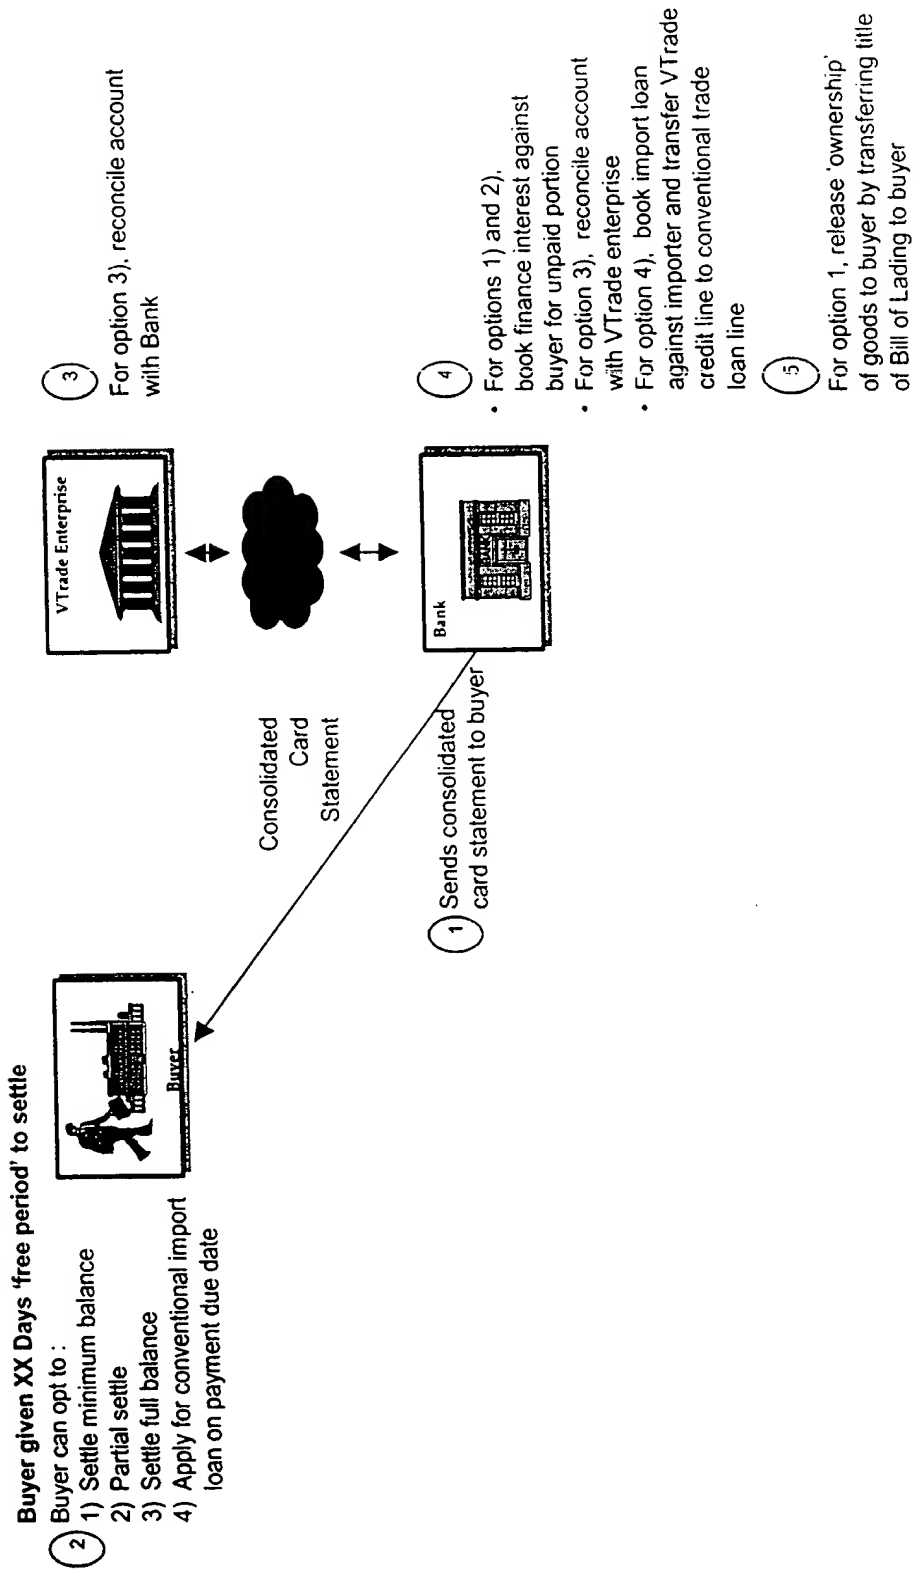 Buyer given XX Days 'free period' to settle
2
Buyer can opt to :
1) Settle minimum balance
2) Partial settle
3) Settle full balance
4) Apply for conventional import
loan on payment due date
Buyer
Consolidated
Card
Statement
1
Sends consolidated
card statement to buyer
VTrade Enterprise
Bank
BANK
3
For option 3), reconcile account
with Bank
4
• For options 1) and 2),
book finance interest against
buyer for unpaid portion
• For option 3), reconcile account
with VTrade enterprise
• For option 4), book import loan
against importer and transfer VTrade
credit line to conventional trade
loan line
5
For option 1, release 'ownership'
of goods to buyer by transferring title
of Bill of Lading to buyer